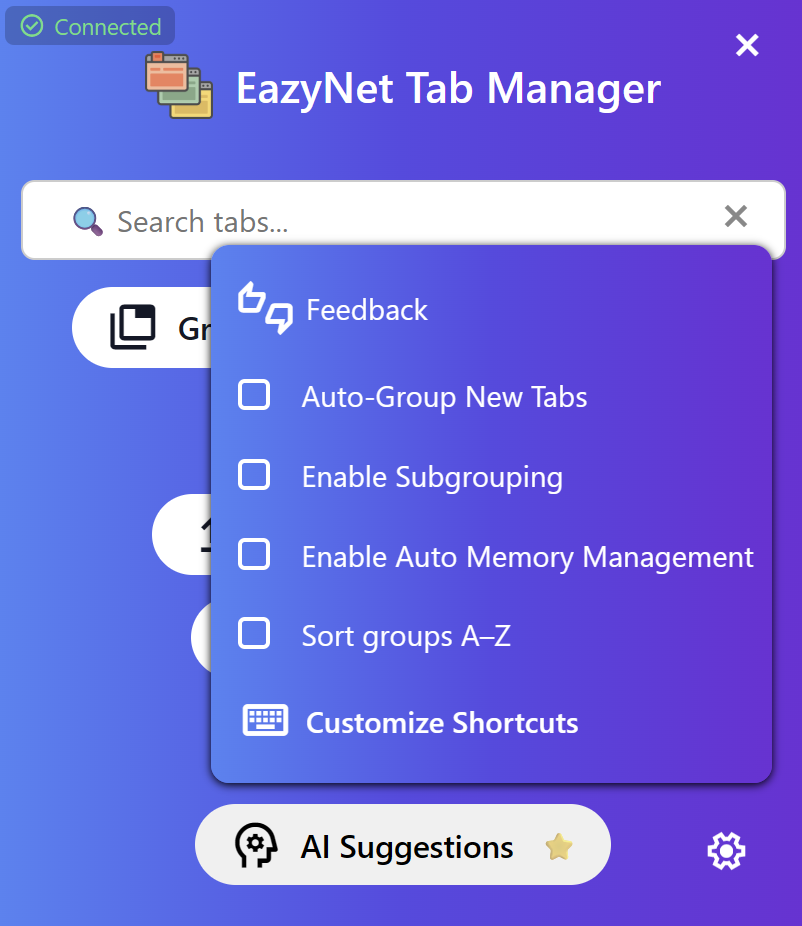 Connected
EazyNet Tab Manager
Search tabs...
Feedback
Auto-Group New Tabs
Enable Subgrouping
Enable Auto Memory Management
Sort groups A–Z
Customize Shortcuts
AI Suggestions